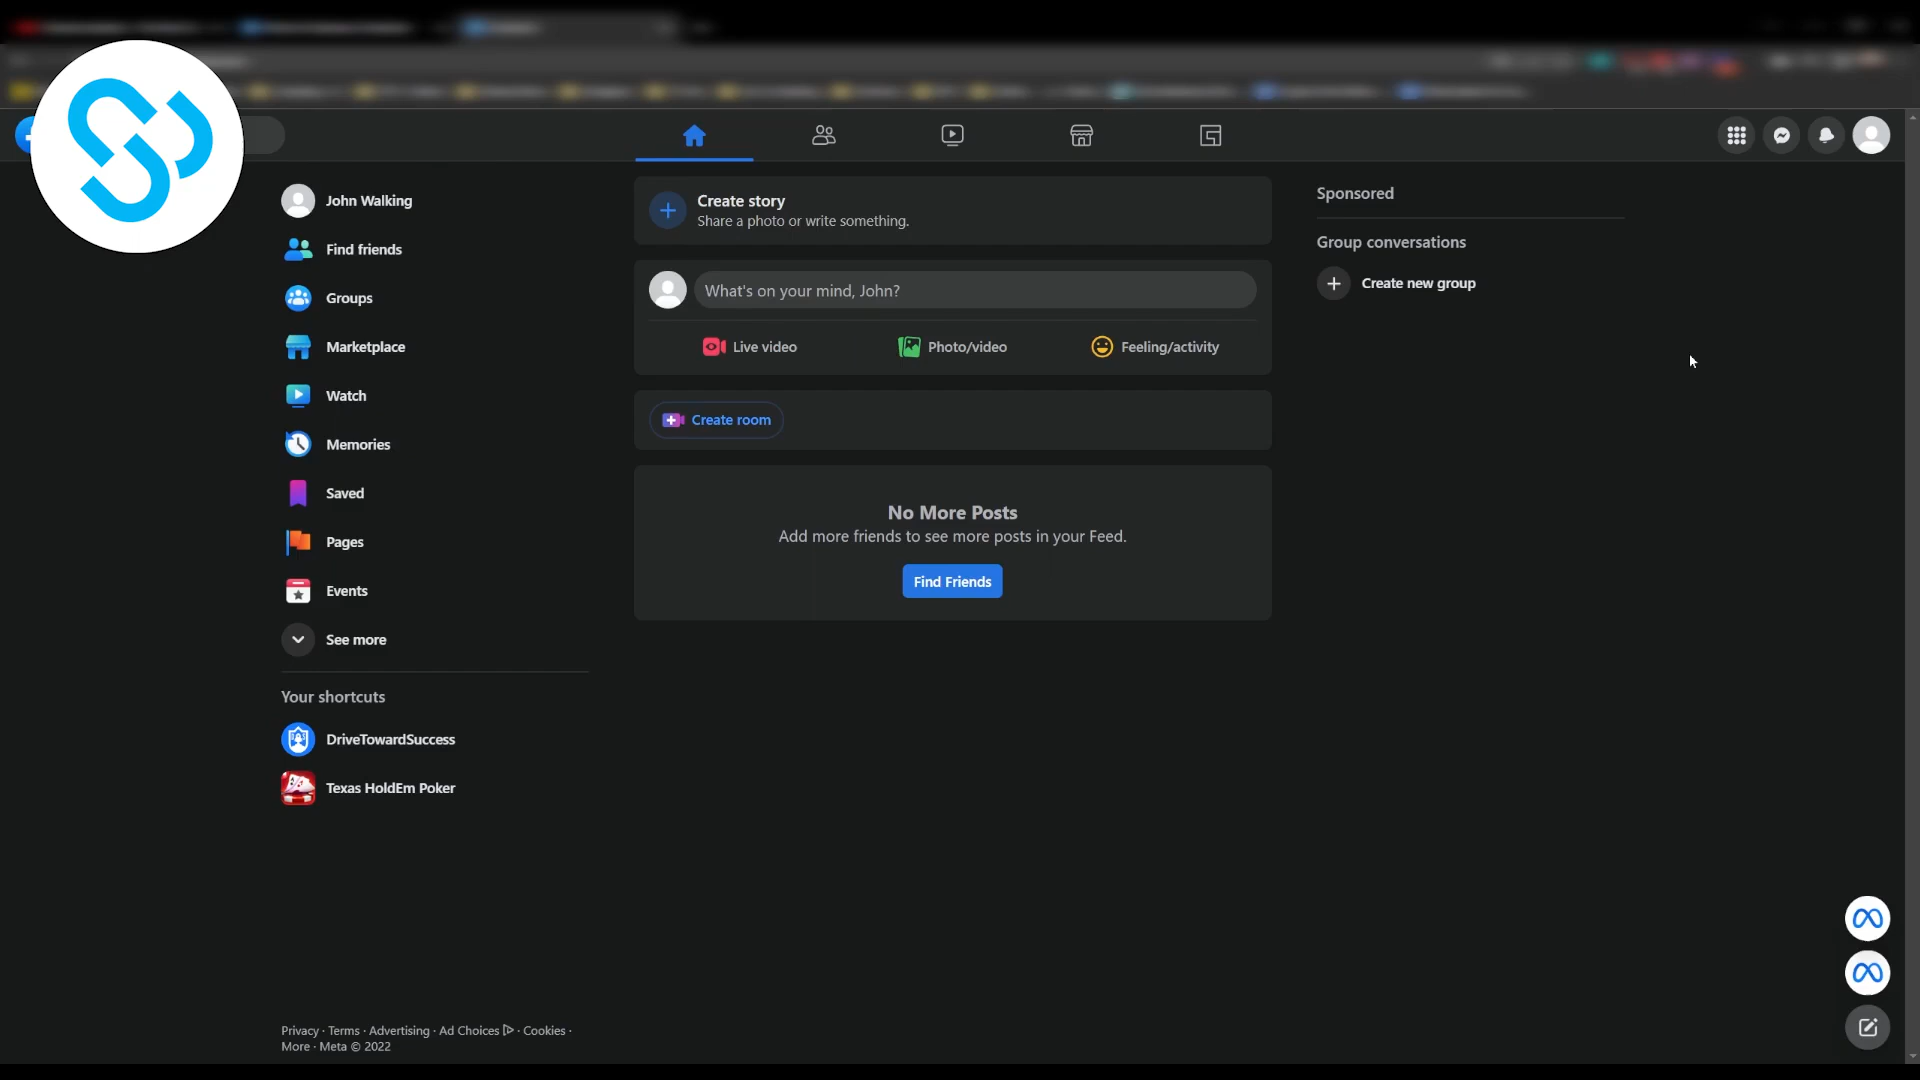 John Walking
Find friends
Groups
Marketplace
Watch
Memories
Saved
Pages
Events
See more
Your shortcuts
DriveTowardSuccess
Texas HoldEm Poker
Privacy · Terms · Advertising · Ad Choices · Cookies ·
More · Meta © 2022
Create story
Share a photo or write something.
What's on your mind, John?
Live video
Photo/video
Feeling/activity
Create room
No More Posts
Add more friends to see more posts in your Feed.
Find Friends
Sponsored
Group conversations
Create new group